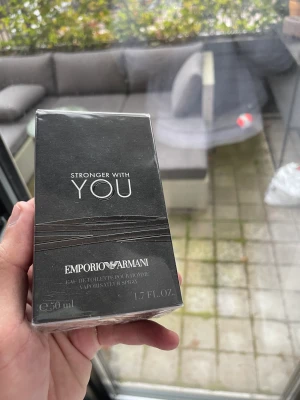 STRONGER WITH
YOU
EMPORIO ARMANI
EAU DE TOILETTE POUR HOMME
VAPORISATEUR SPRAY
℮ 50 ml 1.7 FL. OZ.